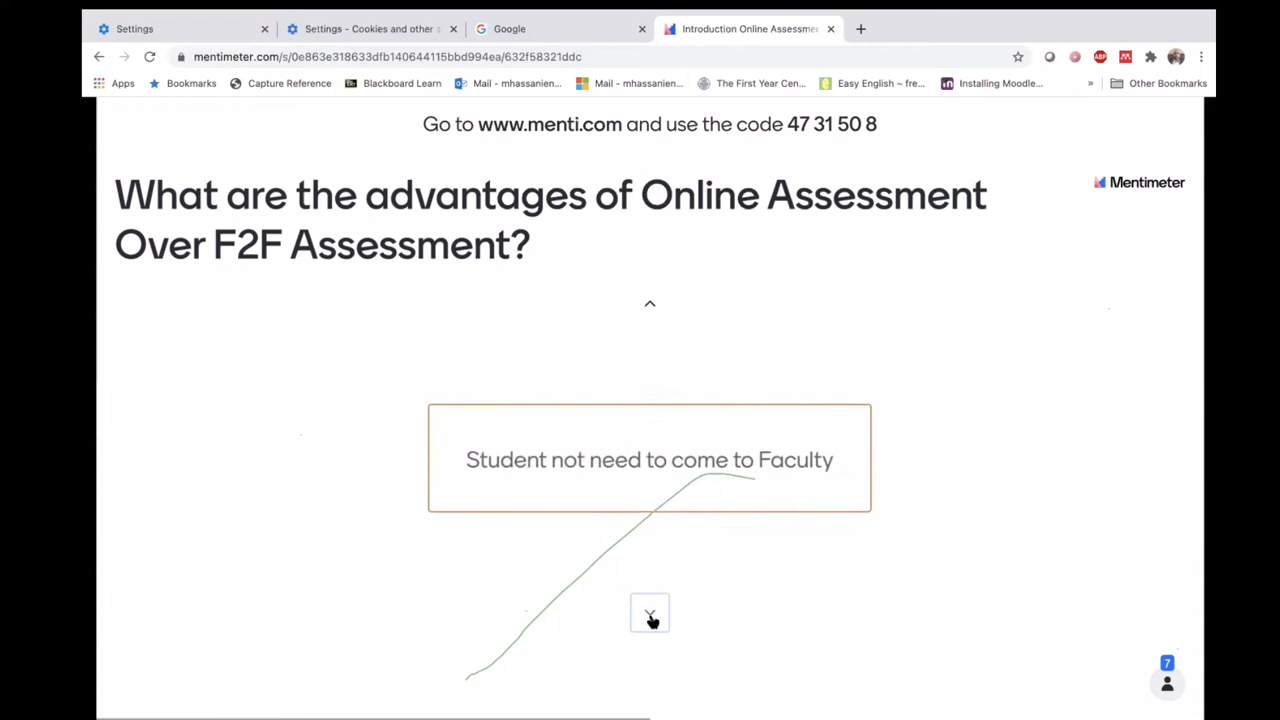 Settings
Settings - Cookies and other s
Google
Introduction Online Assessme
mentimeter.com/s/0e863e318633dfb140644115bbd994ea/632f58321ddc
ABP
Apps
Bookmarks
Capture Reference
Bb
Blackboard Learn
Mail - mhassanien...
Mail - mhassanien...
The First Year Cen...
Easy English ~ fre...
Installing Moodle...
»
Other Bookmarks
Go to www.menti.com and use the code 47 31 50 8
What are the advantages of Online Assessment
Over F2F Assessment?
Mentimeter
Student not need to come to Faculty
7